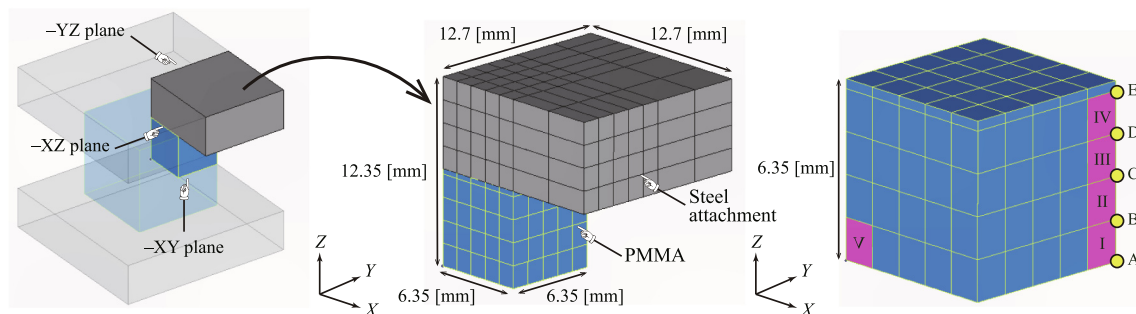 –YZ plane
–XZ plane
–XY plane
Z
Y
X
12.7 [mm]
12.7 [mm]
12.35 [mm]
Steel
attachment
PMMA
6.35 [mm]
6.35 [mm]
Z
Y
X
6.35 [mm]
E
IV
D
III
C
II
B
V
I
A